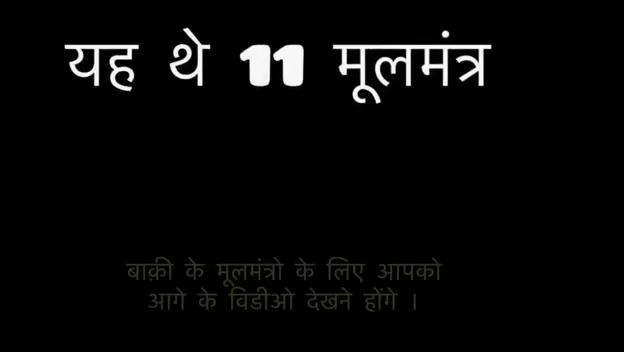 यह थे 11 मूलमंत्र
बाक़ी के मूलमंत्रो के लिए आपको
आगे के विडीओ देखने होंगे ।